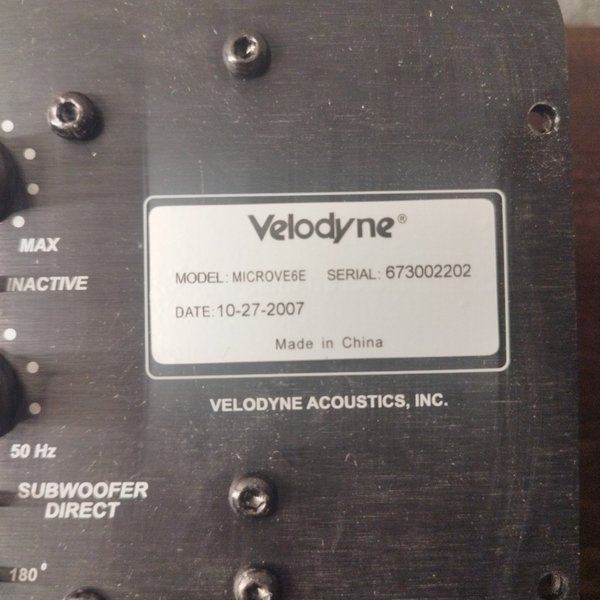 Velodyne®
MODEL: MICROVE6E SERIAL: 673002202
DATE: 10-27-2007
Made in China
VELODYNE ACOUSTICS, INC.
MAX
INACTIVE
50 Hz
SUBWOOFER
DIRECT
180°